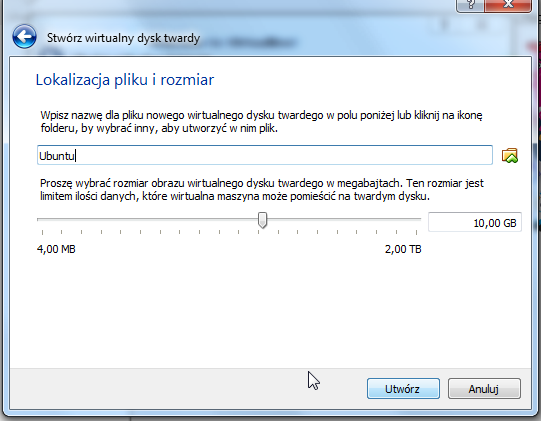 Stwórz wirtualny dysk twardy
Lokalizacja pliku i rozmiar
Wpisz nazwę dla pliku nowego wirtualnego dysku twardego w polu poniżej lub kliknij na ikonę
folderu, by wybrać inny, aby utworzyć w nim plik.
Ubuntu
Proszę wybrać rozmiar obrazu wirtualnego dysku twardego w megabajtach. Ten rozmiar jest
limitem ilości danych, które wirtualna maszyna może pomieścić na twardym dysku.
10,00 GB
4,00 MB 2,00 TB
Utwórz Anuluj